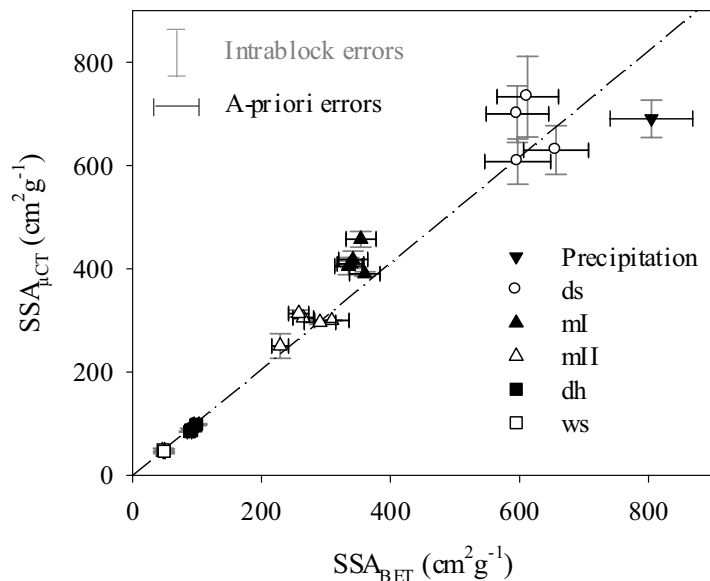 Intrablock errors
A-priori errors
800
600
400
200
0
SSAμCT (cm²g⁻¹)
Precipitation
ds
mI
mII
dh
ws
0 200 400 600 800
SSABET (cm²g⁻¹)